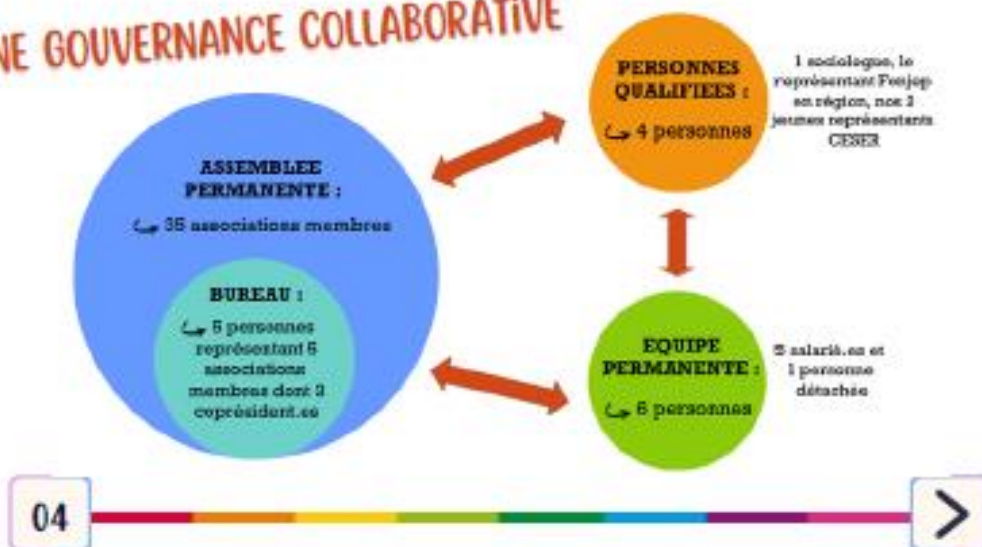 NE GOUVERNANCE COLLABORATIVE
ASSEMBLEE
PERMANENTE :
35 associations membres
BUREAU :
5 personnes
représentant 5
associations
membres dont
coprésident.es
PERSONNES
QUALIFIEES :
4 personnes
1 sociologue, le
représentant Fonjep
en région, nos
jeunes représentants
CESER
EQUIPE
PERMANENTE :
6 personnes
5 salarié.es et
1 personne
détachée
04